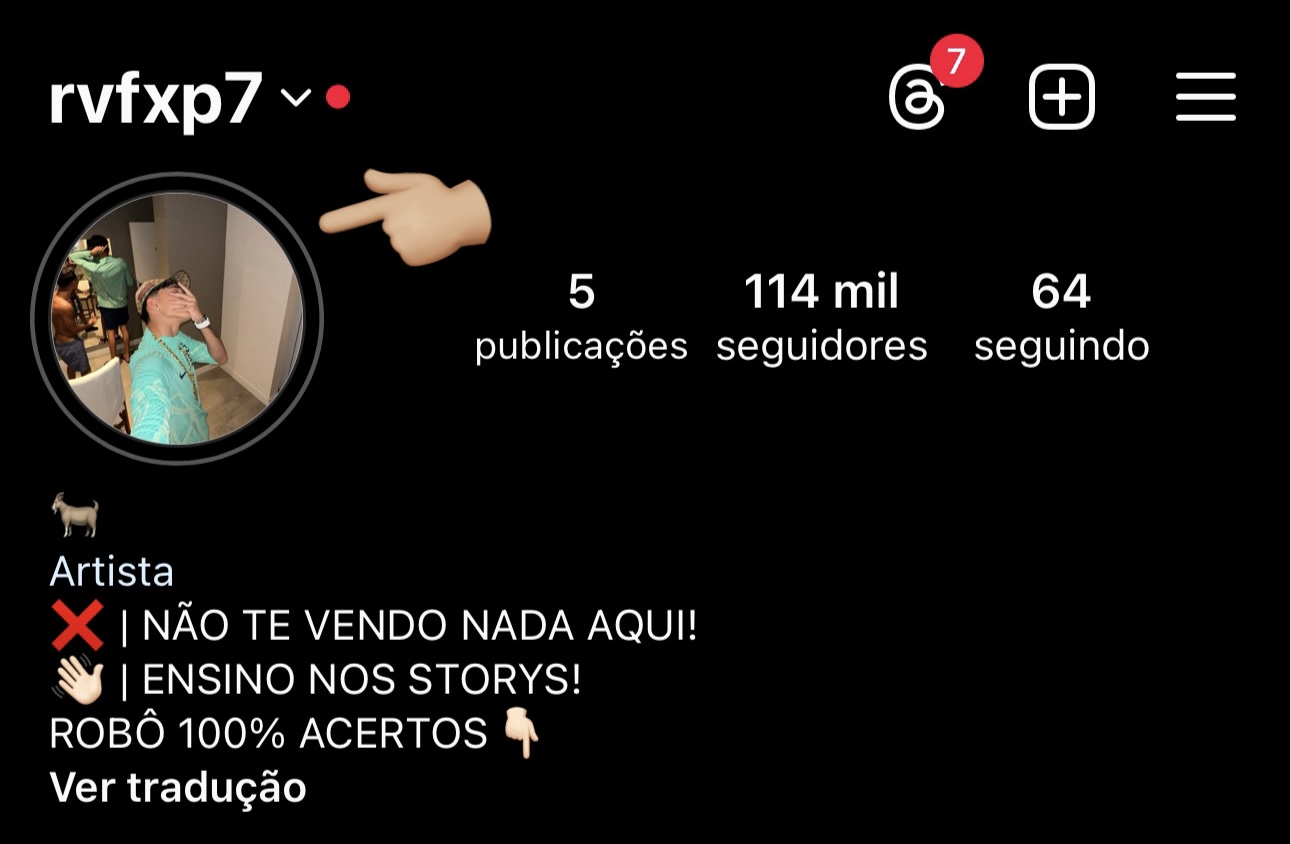 rvfxp7
7
5 114 mil 64
publicações seguidores seguindo
Artista
❌ | NÃO TE VENDO NADA AQUI!
👋🏻 | ENSINO NOS STORYS!
ROBÔ 100% ACERTOS 👇🏻
Ver tradução